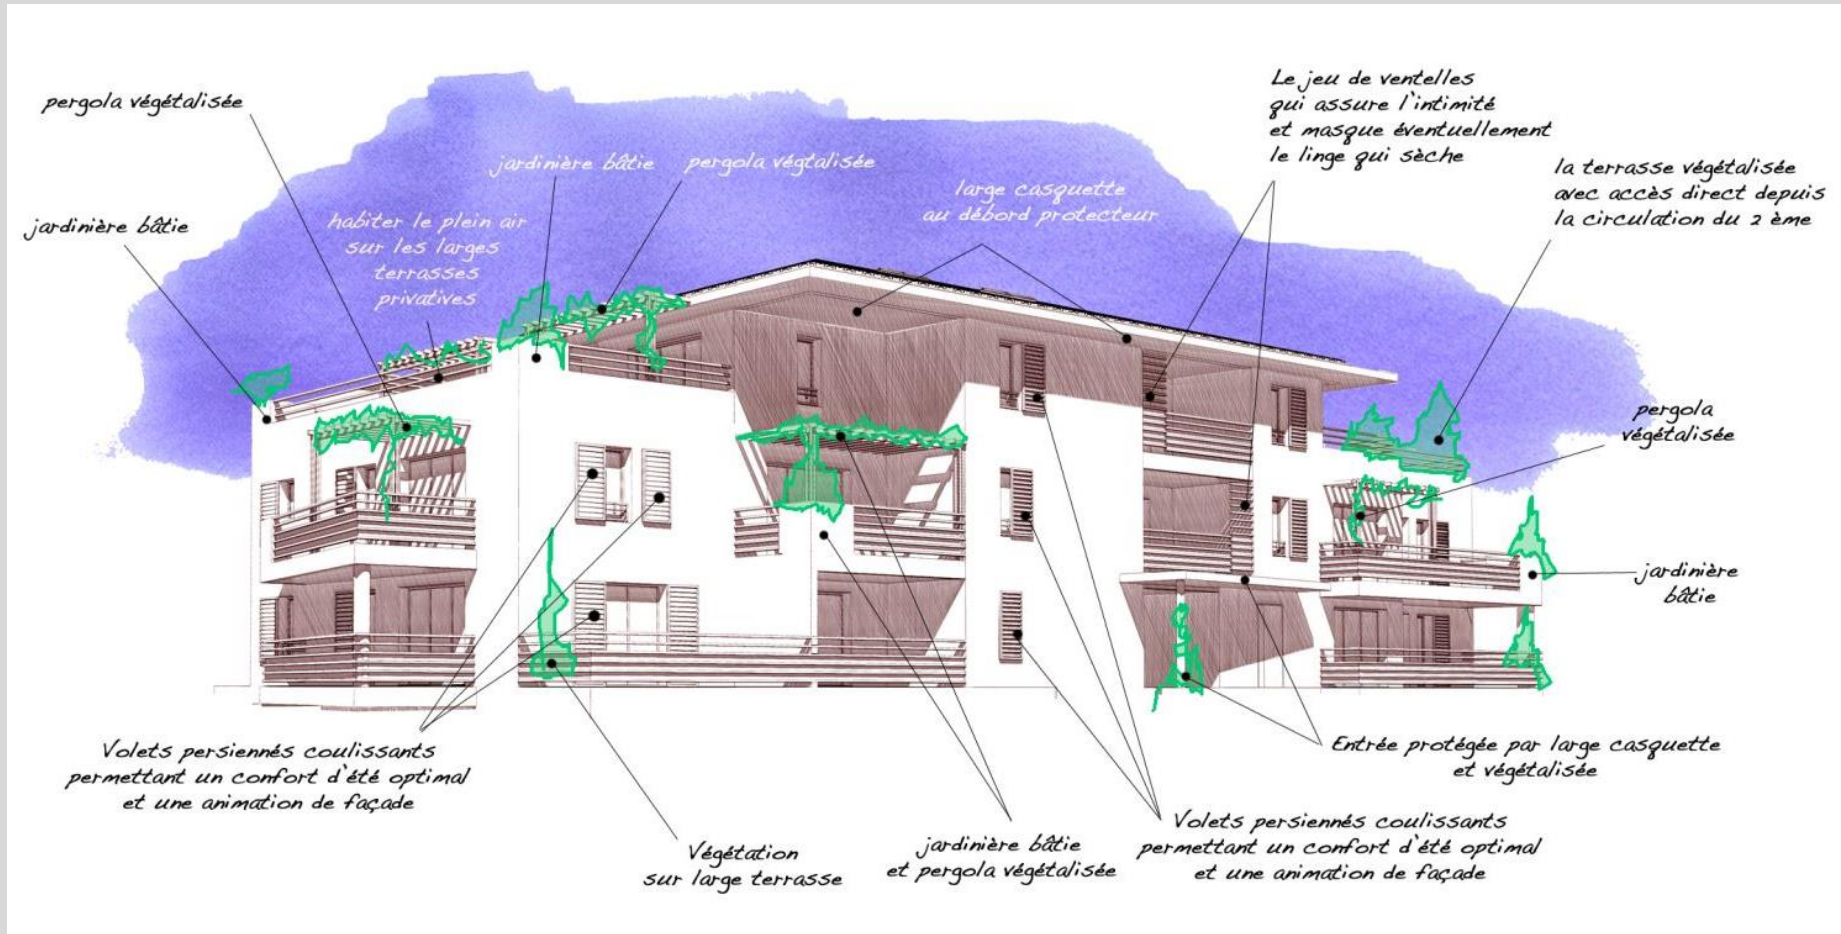 pergola végétalisée
jardinière bâtie
habiter le plein air
sur les larges
terrasses
privatives
jardinière bâtie
pergola végtalisée
large casquette
au débord protecteur
Le jeu de ventelles
qui assure l'intimité
et masque éventuellement
le linge qui sèche
la terrasse végétalisée
avec accès direct depuis
la circulation du 2 ème
pergola
végétalisée
jardinière
bâtie
Volets persiennés coulissants
permettant un confort d'été optimal
et une animation de façade
Végétation
sur large terrasse
jardinière bâtie
et pergola végétalisée
Volets persiennés coulissants
permettant un confort d'été optimal
et une animation de façade
Entrée protégée par large casquette
et végétalisée